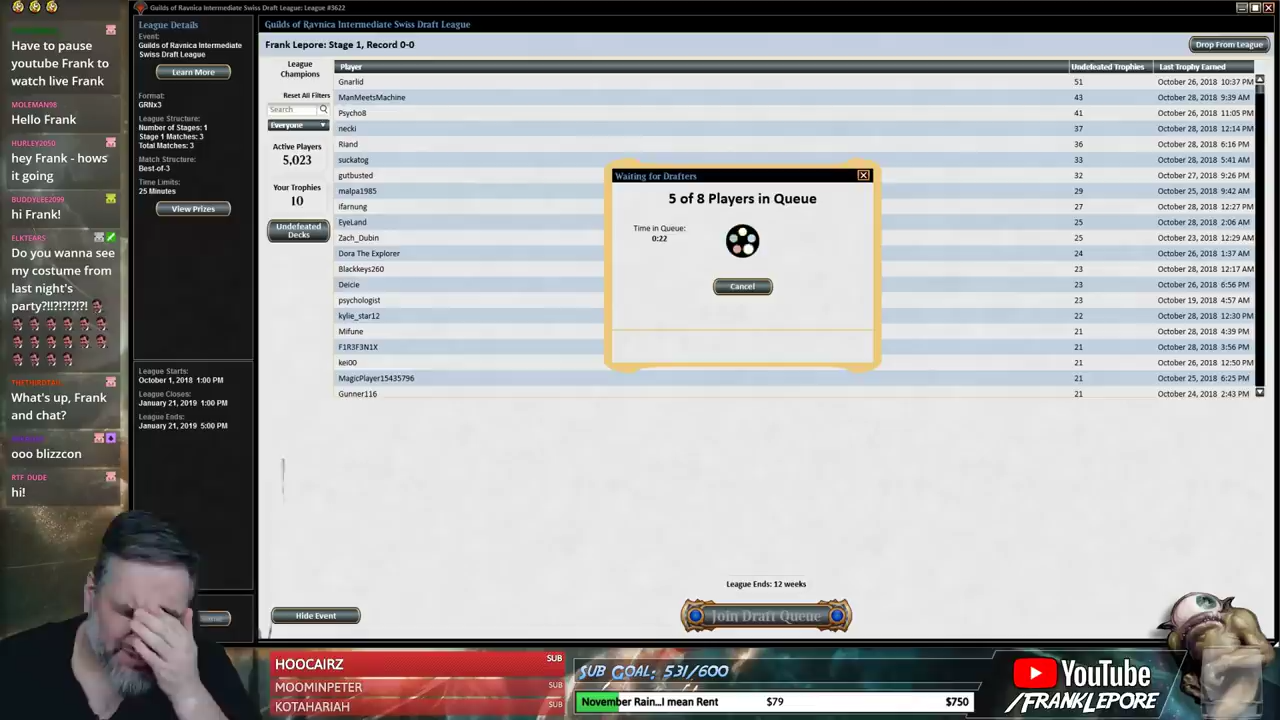 Have to pause
youtube Frank to
watch live Frank
MOLEMAN98
Hello Frank
HURLEY2050
hey Frank - hows
it going
BUDDYLEE2099
hi Frank!
ELKTEARS
Do you wanna see
my costume from
last night's
party?!!?!?!?!?!
What's up, Frank
and chat?
ooo blizzcon
RTF_DUDE
hi!
Guilds of Ravnica Intermediate Swiss Draft League: League #3622
League Details
Event:
Guilds of Ravnica Intermediate
Swiss Draft League
Learn More
Format:
GRNx3
League Structure:
Number of Stages: 1
Stage 1 Matches: 3
Total Matches: 3
Match Structure:
Best-of-3
Time Limits:
25 Minutes
View Prizes
League Starts:
October 1, 2018 1:00 PM
League Closes:
January 21, 2019 1:00 PM
League Ends:
January 21, 2019 5:00 PM
Guilds of Ravnica Intermediate Swiss Draft League
Frank Lepore: Stage 1, Record 0-0
Drop From League
League
Champions
Reset All Filters
Search
Everyone
Active Players
5,023
Your Trophies
10
Undefeated
Decks
Player Undefeated Trophies Last Trophy Earned
Gnarlid 51 October 26, 2018 10:37 PM
ManMeetsMachine 43 October 28, 2018 9:39 AM
Psycho8 41 October 26, 2018 11:05 PM
necki 37 October 28, 2018 12:14 PM
Riand 36 October 28, 2018 6:16 PM
suckatog 33 October 28, 2018 5:41 AM
gutbusted 32 October 27, 2018 9:26 PM
malpa1985 29 October 25, 2018 9:42 AM
Ifarnung 27 October 28, 2018 12:27 PM
EyeLand 25 October 28, 2018 2:06 AM
Zach_Dubin 25 October 23, 2018 12:29 AM
Dora The Explorer 24 October 26, 2018 1:37 AM
Blackkeys260 23 October 28, 2018 12:17 AM
Deicie 23 October 26, 2018 6:56 PM
psychologist 23 October 19, 2018 4:57 AM
kylie_star12 22 October 28, 2018 12:30 PM
Mifune 21 October 28, 2018 4:39 PM
F1R3F3N1X 21 October 28, 2018 3:56 PM
kei00 21 October 26, 2018 12:50 PM
MagicPlayer15435796 21 October 25, 2018 6:25 PM
Gunner116 21 October 24, 2018 2:43 PM
Waiting for Drafters
5 of 8 Players in Queue
Time in Queue:
0:22
Cancel
League Ends: 12 weeks
Hide Event
Join Draft Queue
HOOCAIRZ SUB
MOOMINPETER SUB
KOTAHARIAH SUB
SUB GOAL: 531/600
November Rain...I mean Rent $79 $750
YouTube
/FRANKLEPORE